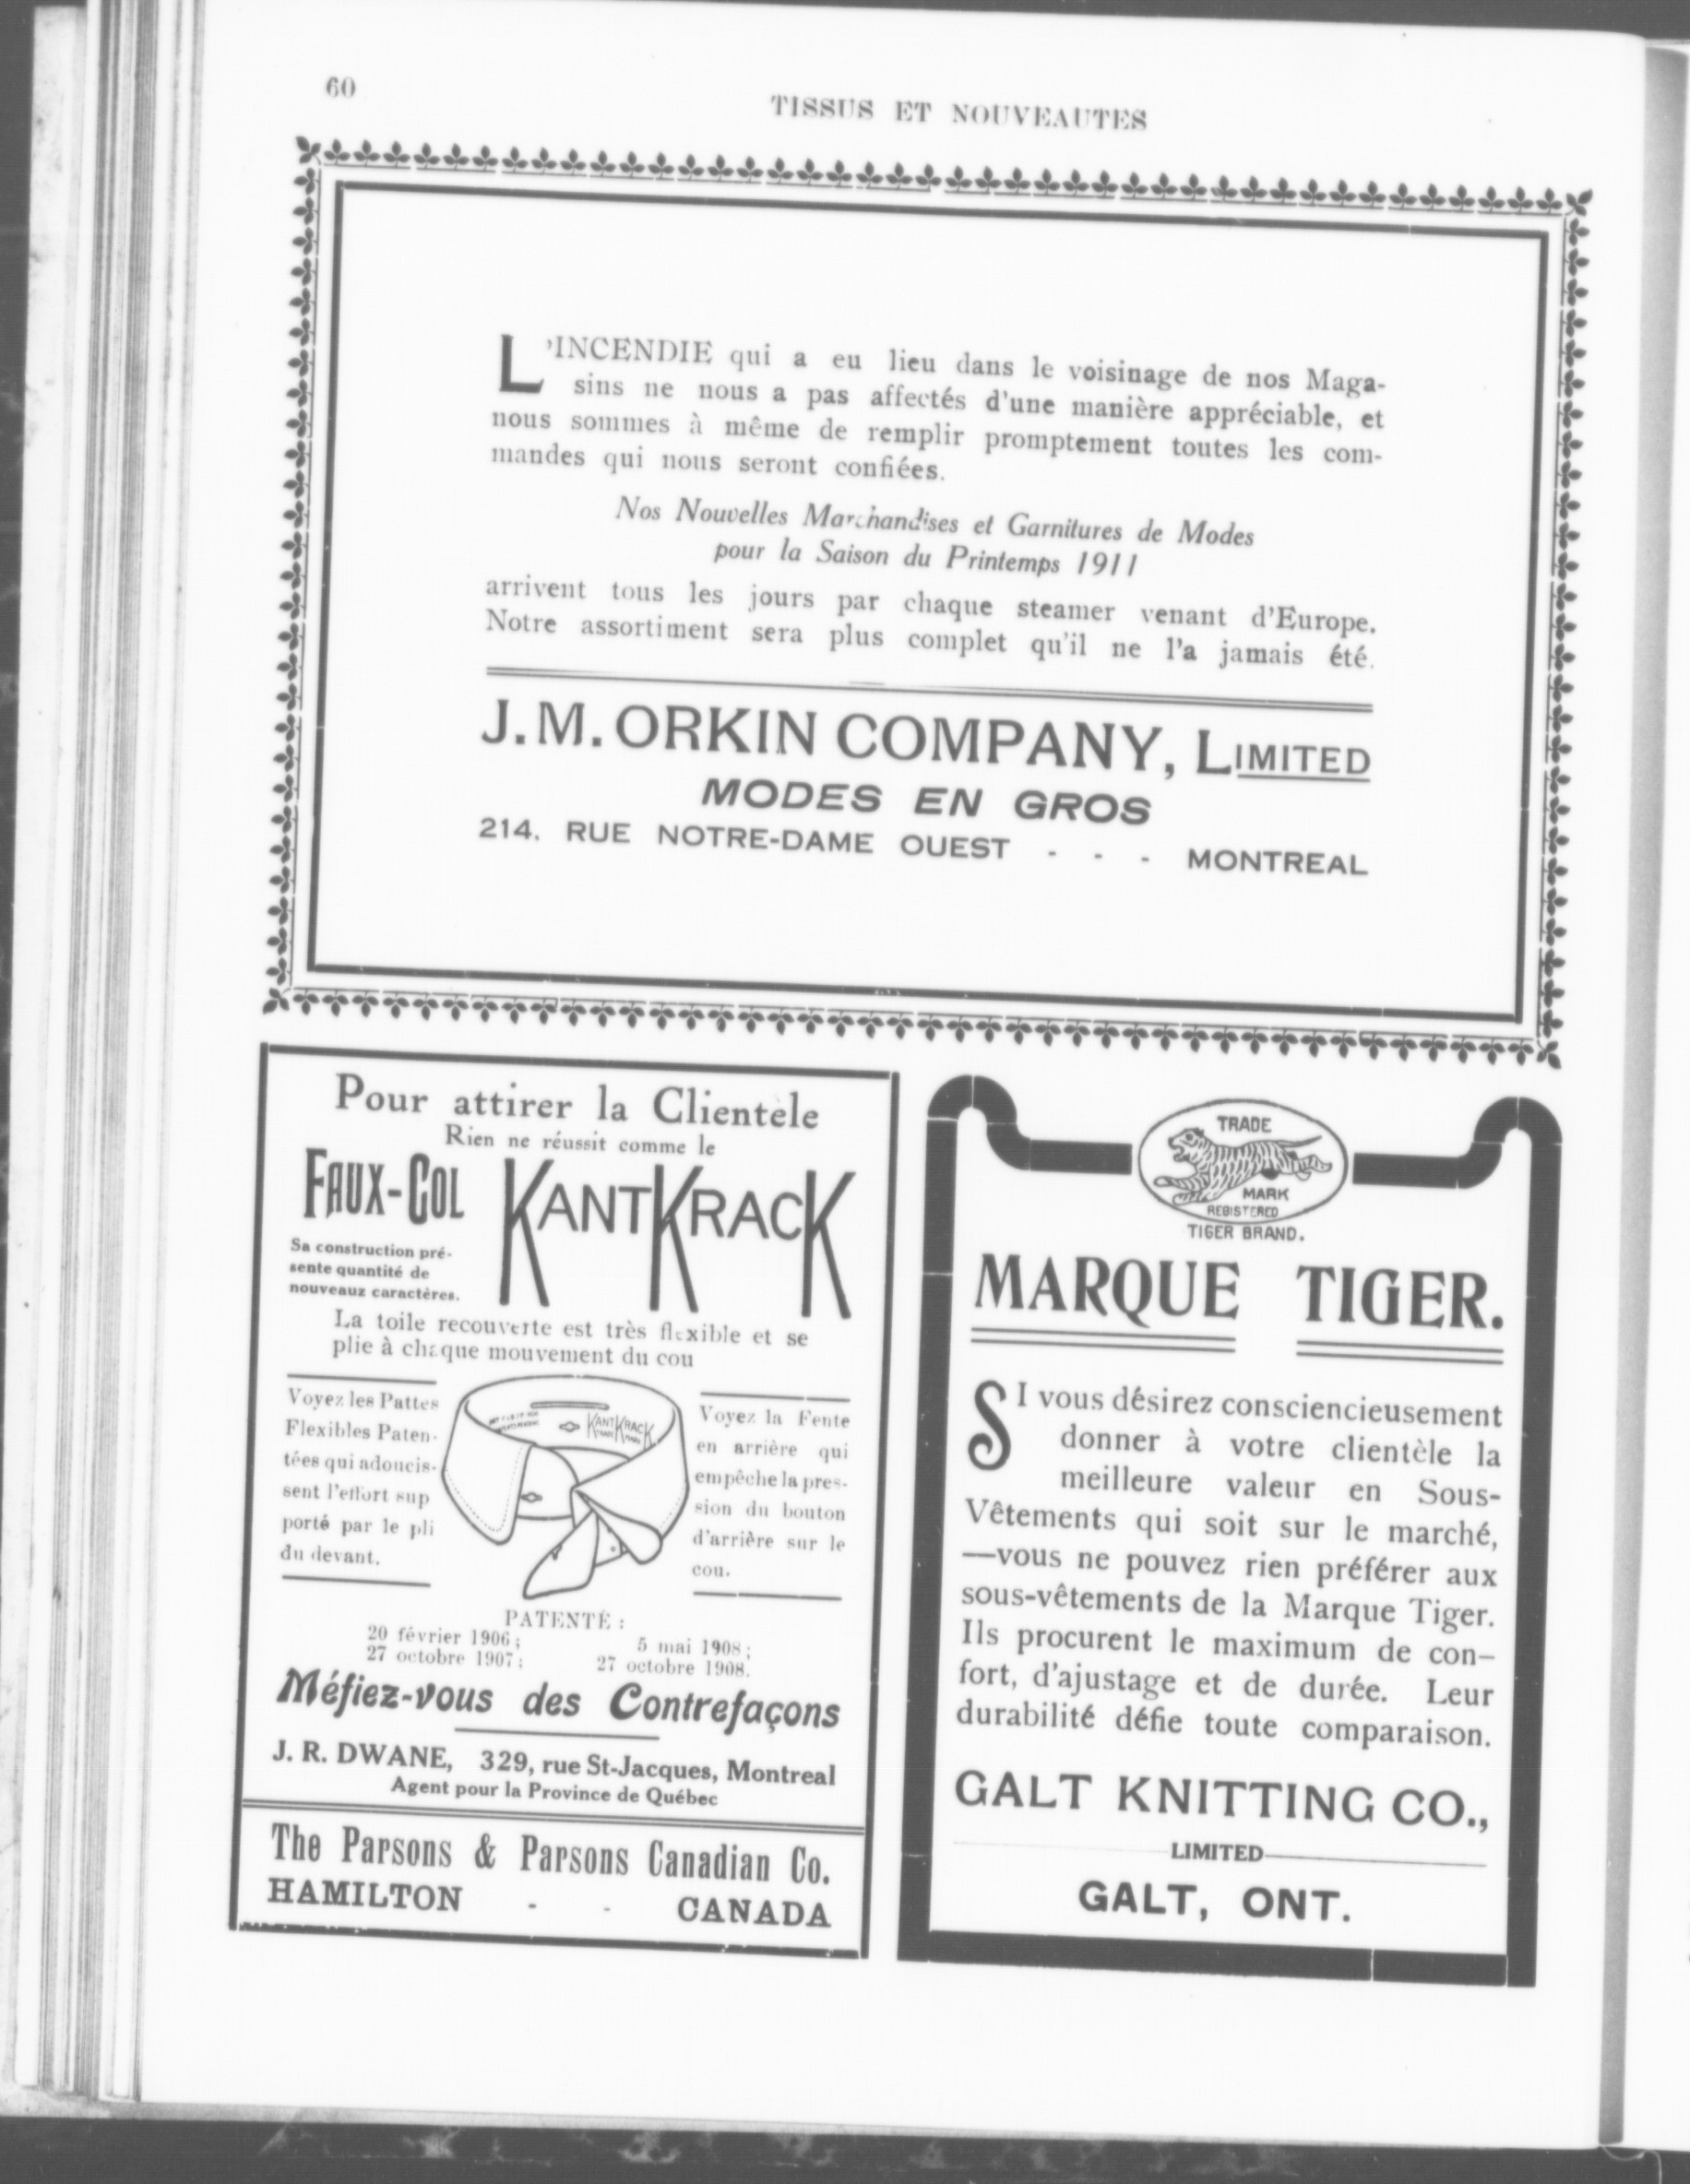 60
TISSUS ET NOUVEAUTES
L'INCENDIE qui a eu lieu dans le voisinage de nos Maga-
sins ne nous a pas affectés d'une manière appréciable, et
nous sommes à même de remplir promptement toutes les com-
mandes qui nous seront confiées.
Nos Nouvelles Marchandises et Garnitures de Modes
pour la Saison du Printemps 1911
arrivent tous les jours par chaque steamer venant d'Europe.
Notre assortiment sera plus complet qu'il ne l'a jamais été.
J. M. ORKIN COMPANY, LIMITED
MODES EN GROS
214, RUE NOTRE-DAME OUEST - - - MONTREAL
Pour attirer la Clientèle
Rien ne réussit comme le
FAUX-COL KANTKRACK
Sa construction pré-
sente quantité de
nouveaux caractères.
La toile recouverte est très flexible et se
plie à chaque mouvement du cou
Voyez les Pattes
Flexibles Paten-
tées qui adoucis-
sent l'effort sup
porté par le pli
du devant.
KANTKRACK
TRADE MARK
Voyez la Fente
en arrière qui
empêche la pres-
sion du bouton
d'arrière sur le
cou.
PATENTÉ :
20 février 1906 ; 5 mai 1908 ;
27 octobre 1907 ; 27 octobre 1908.
Méfiez-vous des Contrefaçons
J. R. DWANE, 329, rue St-Jacques, Montreal
Agent pour la Province de Québec
The Parsons & Parsons Canadian Co.
HAMILTON - - CANADA
TRADE
MARK
REGISTERED
TIGER BRAND.
MARQUE TIGER.
SI vous désirez consciencieusement
donner à votre clientèle la
meilleure valeur en Sous-
Vêtements qui soit sur le marché,
—vous ne pouvez rien préférer aux
sous-vêtements de la Marque Tiger.
Ils procurent le maximum de con-
fort, d'ajustage et de durée. Leur
durabilité défie toute comparaison.
GALT KNITTING CO.,
LIMITED
GALT, ONT.